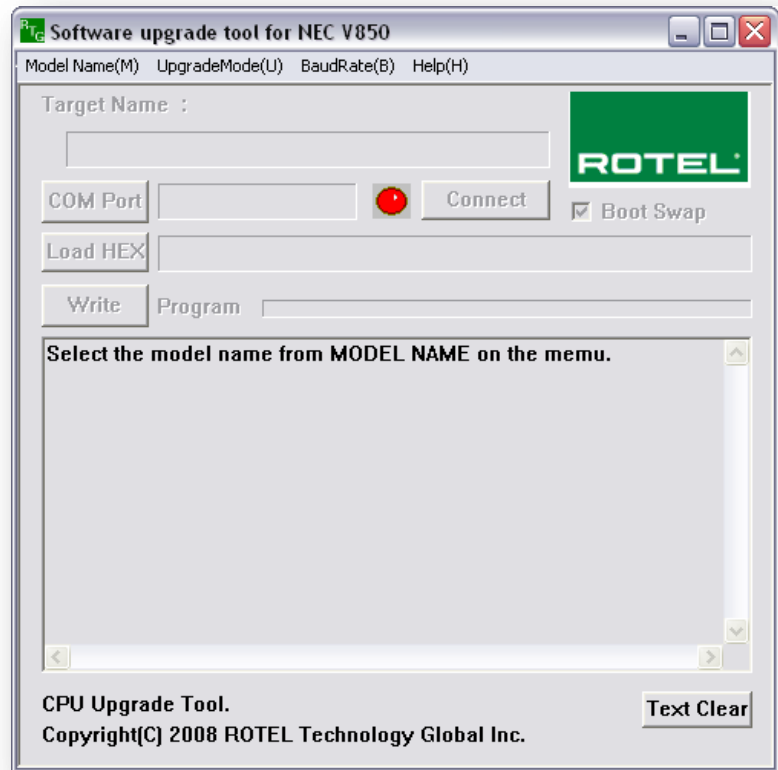 RTG Software upgrade tool for NEC V850
Model Name(M) UpgradeMode(U) BaudRate(B) Help(H)
Target Name :
ROTEL
COM Port Connect Boot Swap
Load HEX
Write Program
Select the model name from MODEL NAME on the memu.
CPU Upgrade Tool.
Text Clear
Copyright(C) 2008 ROTEL Technology Global Inc.